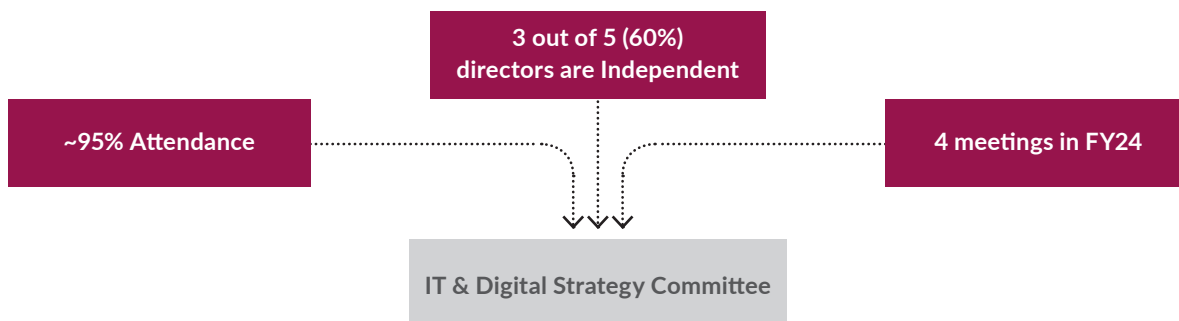 3 out of 5 (60%)
directors are Independent
~95% Attendance
4 meetings in FY24
IT & Digital Strategy Committee